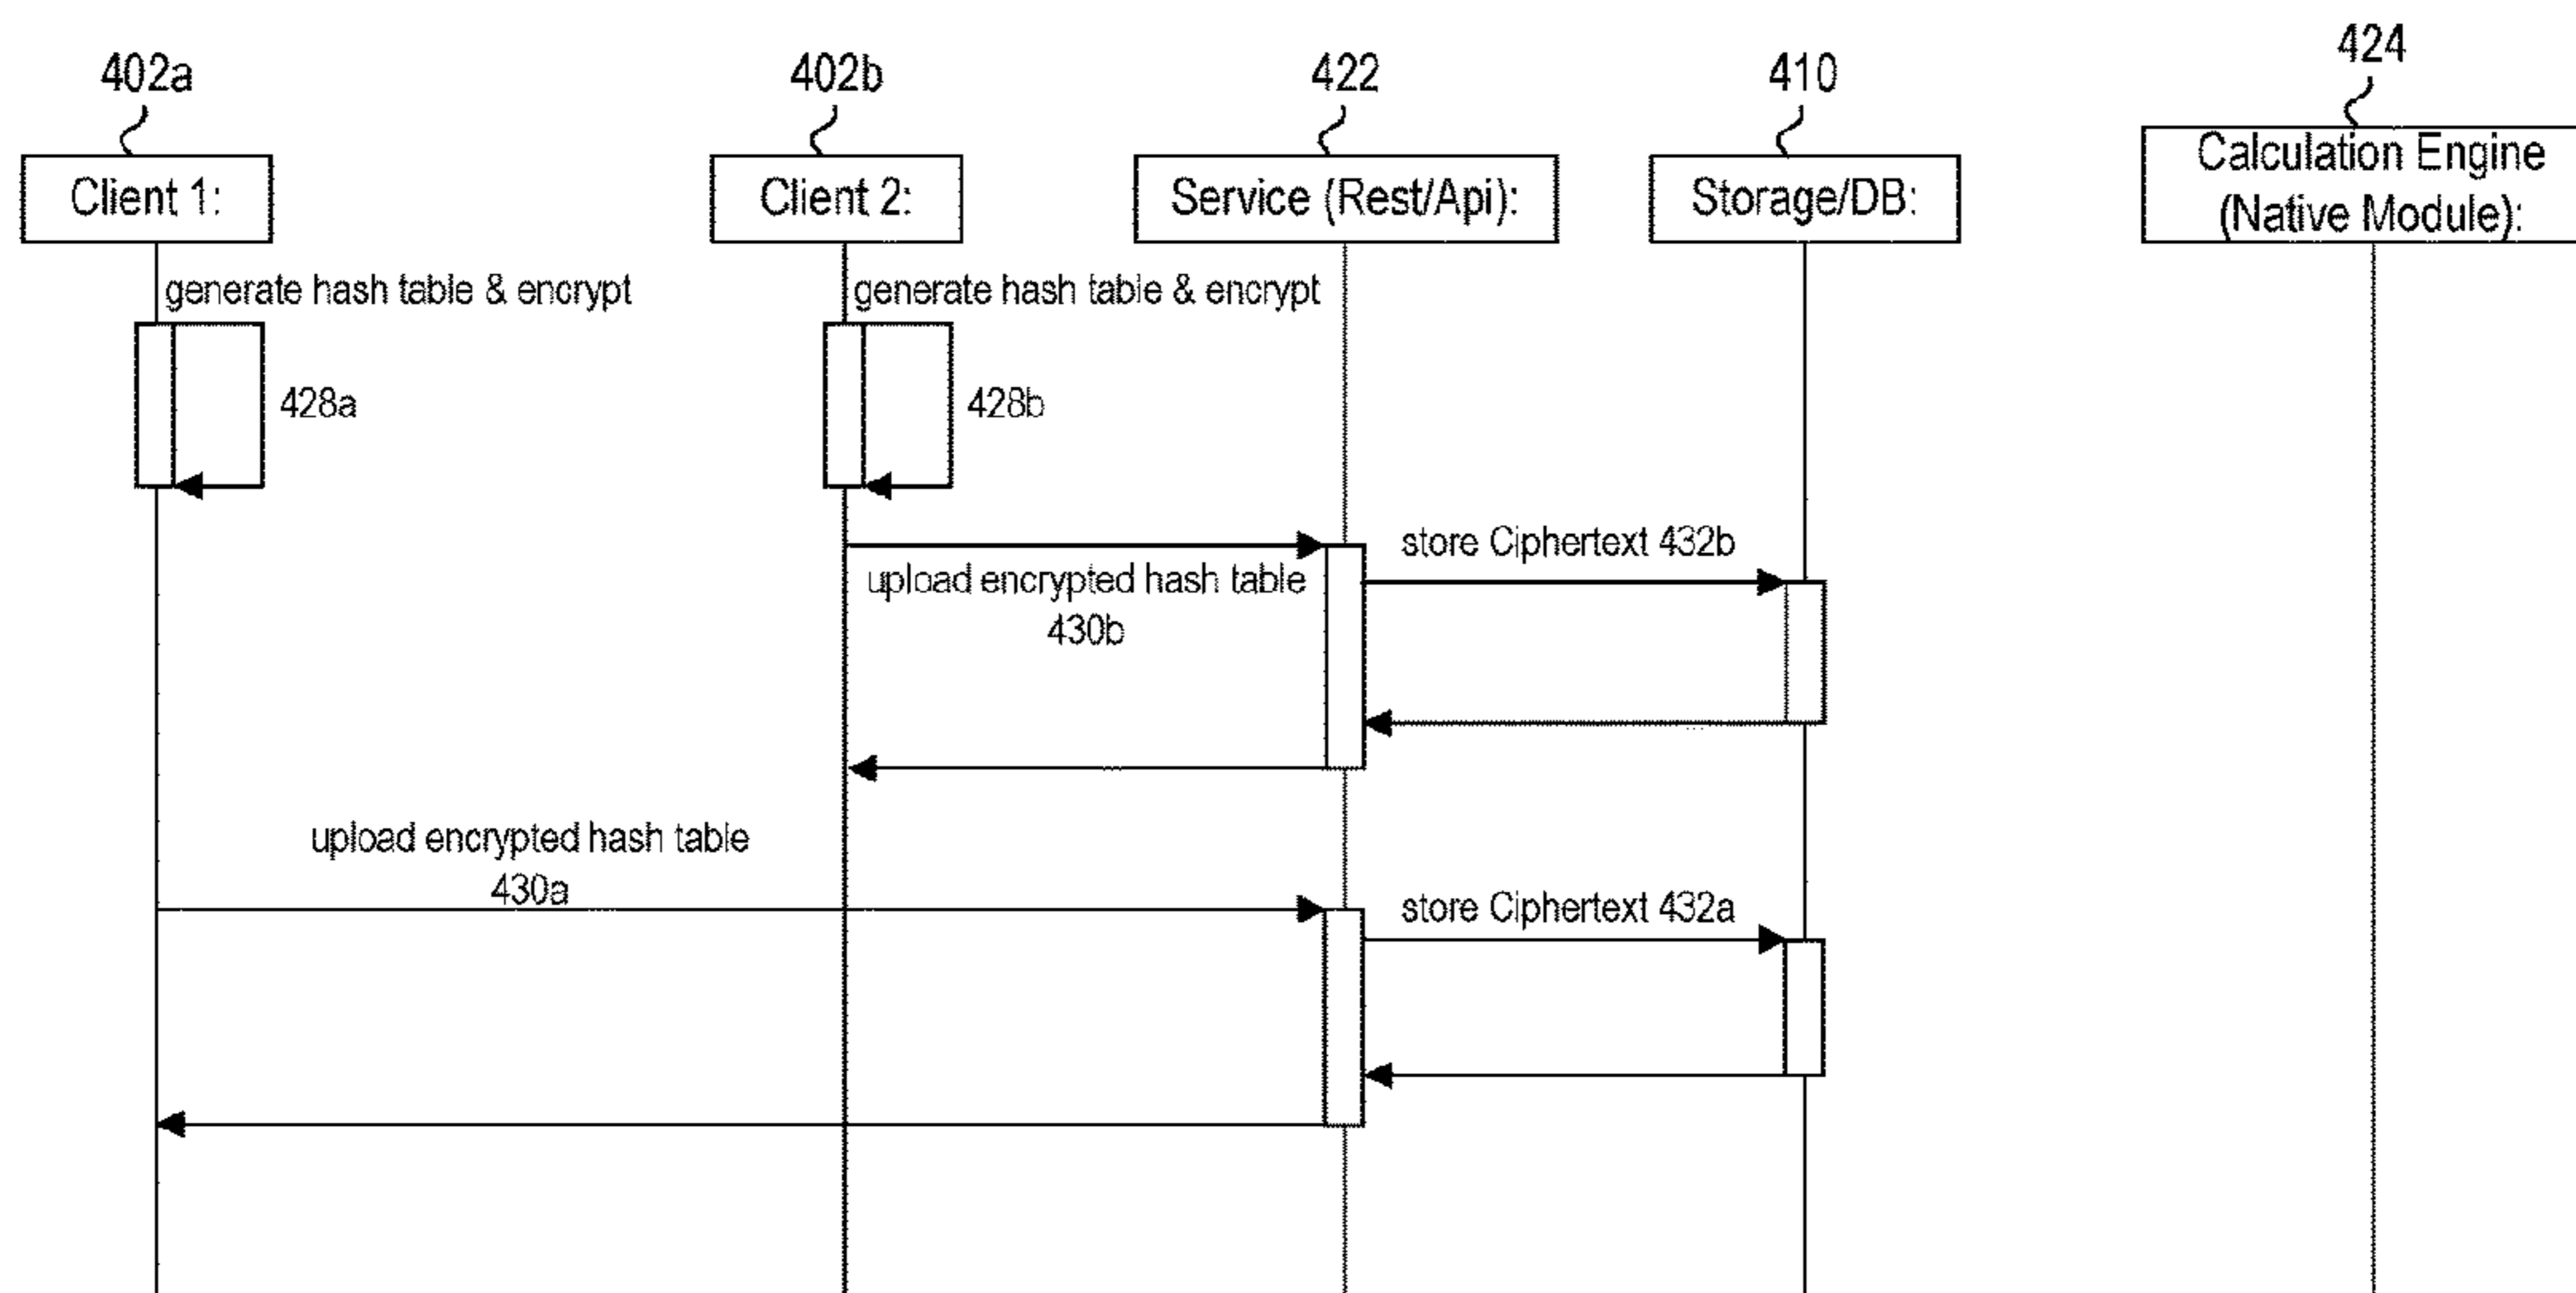 402a
402b
422
410
424
Client 1:
Client 2:
Service (Rest/Api):
Storage/DB:
Calculation Engine
(Native Module):
generate hash table & encrypt
generate hash table & encrypt
428a
428b
upload encrypted hash table
430b
store Ciphertext 432b
upload encrypted hash table
430a
store Ciphertext 432a